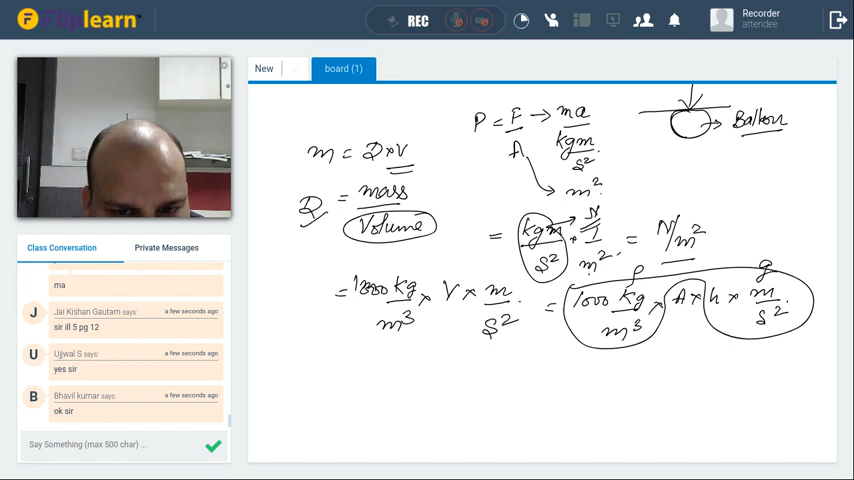 Fliplearn
REC
Recorder
attendee
New
board (1)
P = F → ma
A
kgm
s²
m²
Balloon
m = D×V
D = mass
Volume
= kgm
s²
× 1
m²
N
= N/m²
= 1000 kg
m³
× V × m
s²
= 1000 kg
m³
× A × h × m
s²
ρ
g
Class Conversation
Private Messages
ma
J
Jai Kishan Gautam says:
a few seconds ago
sir ill 5 pg 12
U
Ujjwal S says:
a few seconds ago
yes sir
B
Bhavil kumar says:
a few seconds ago
ok sir
Say Something (max 500 char) ...